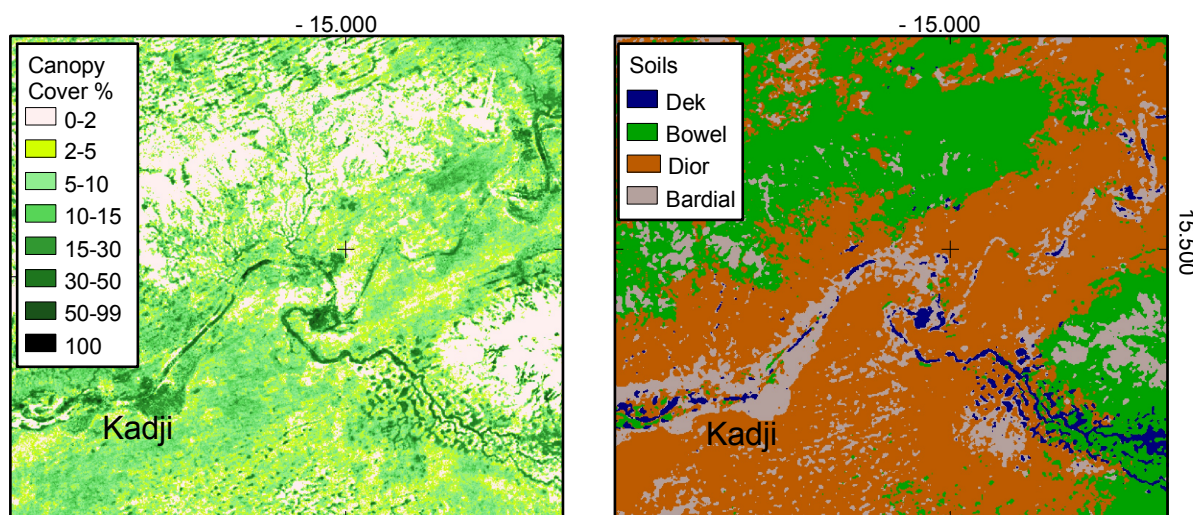 - 15.000
Canopy
Cover %
0-2
2-5
5-10
10-15
15-30
30-50
50-99
100
Kadji
- 15.000
Soils
Dek
Bowel
Dior
Bardial
Kadji
15.500